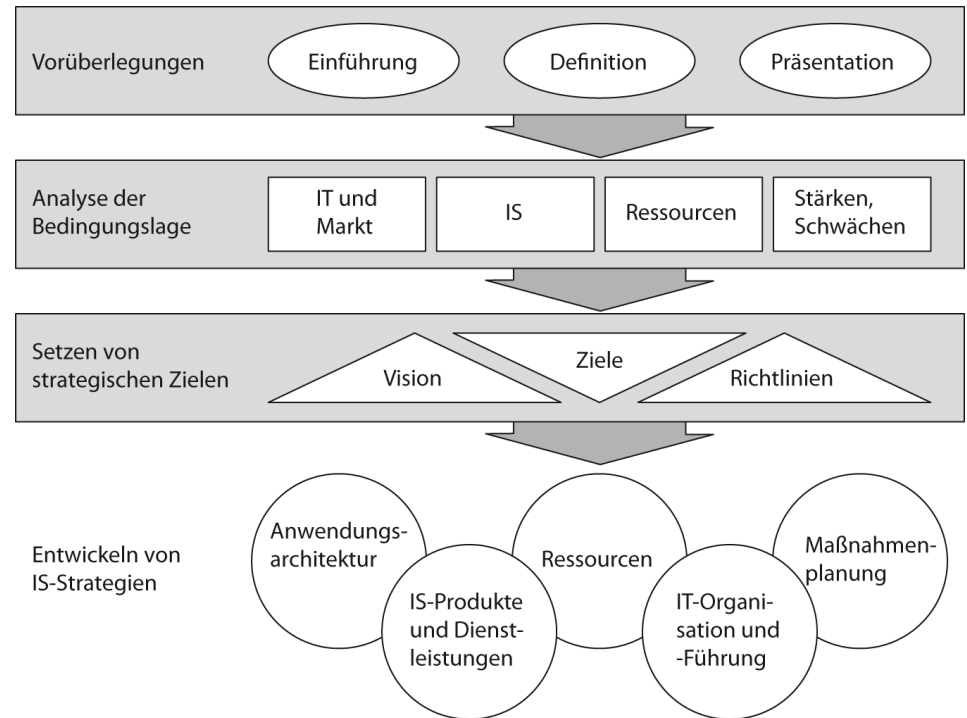 Vorüberlegungen
Einführung
Definition
Präsentation
Analyse der
Bedingungslage
IT und
Markt
IS
Ressourcen
Stärken,
Schwächen
Setzen von
strategischen Zielen
Vision
Ziele
Richtlinien
Entwickeln von
IS-Strategien
Anwendungs-
architektur
IS-Produkte
und Dienst-
leistungen
Ressourcen
IT-Organi-
sation und
-Führung
Maßnahmen-
planung